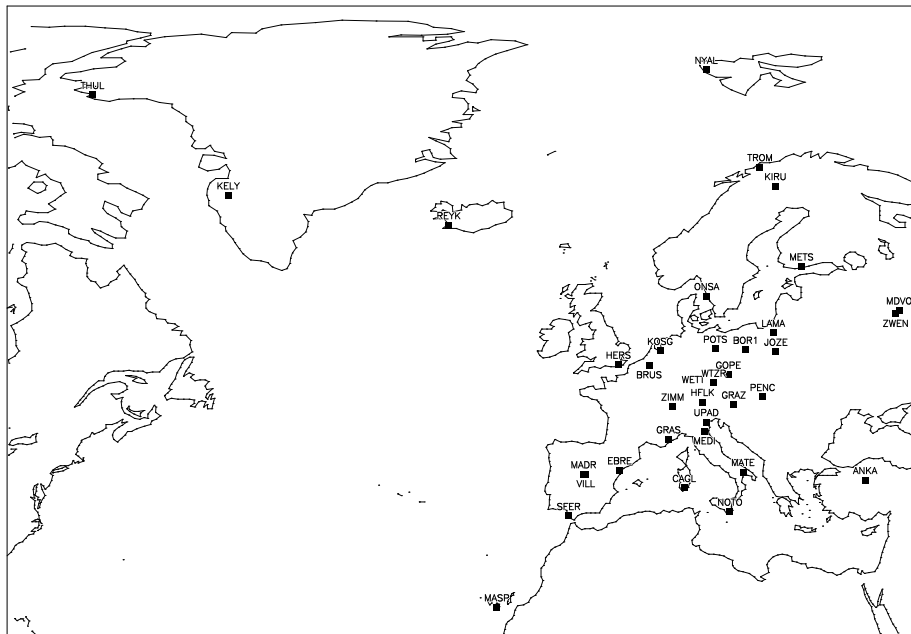 NYAL
THUL
TROM
KIRU
KELY
REYK
METS
ONSA
MDVO
ZWEN
LAMA
KOSG
POTS
BOR1
JOZE
HERS
BRUS
GOPE
WTZR
WETT
PENC
ZIMM
HFLK
GRAZ
UPAD
GRAS
MEDI
MADR
EBRE
MATE
ANKA
VILL
CAGL
SFER
NOTO
MASP